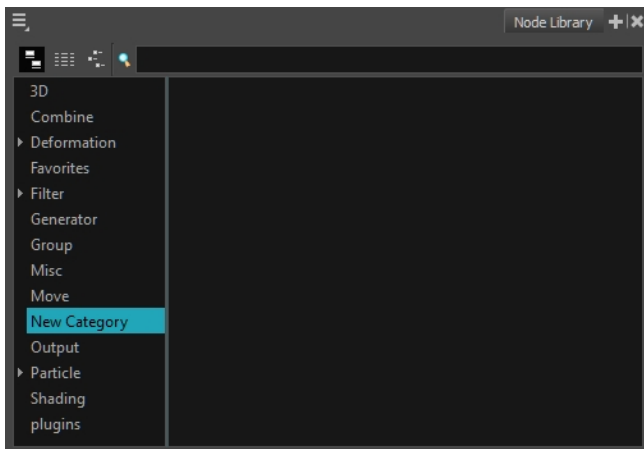 Node Library
3D
Combine
Deformation
Favorites
Filter
Generator
Group
Misc
Move
New Category
Output
Particle
Shading
plugins